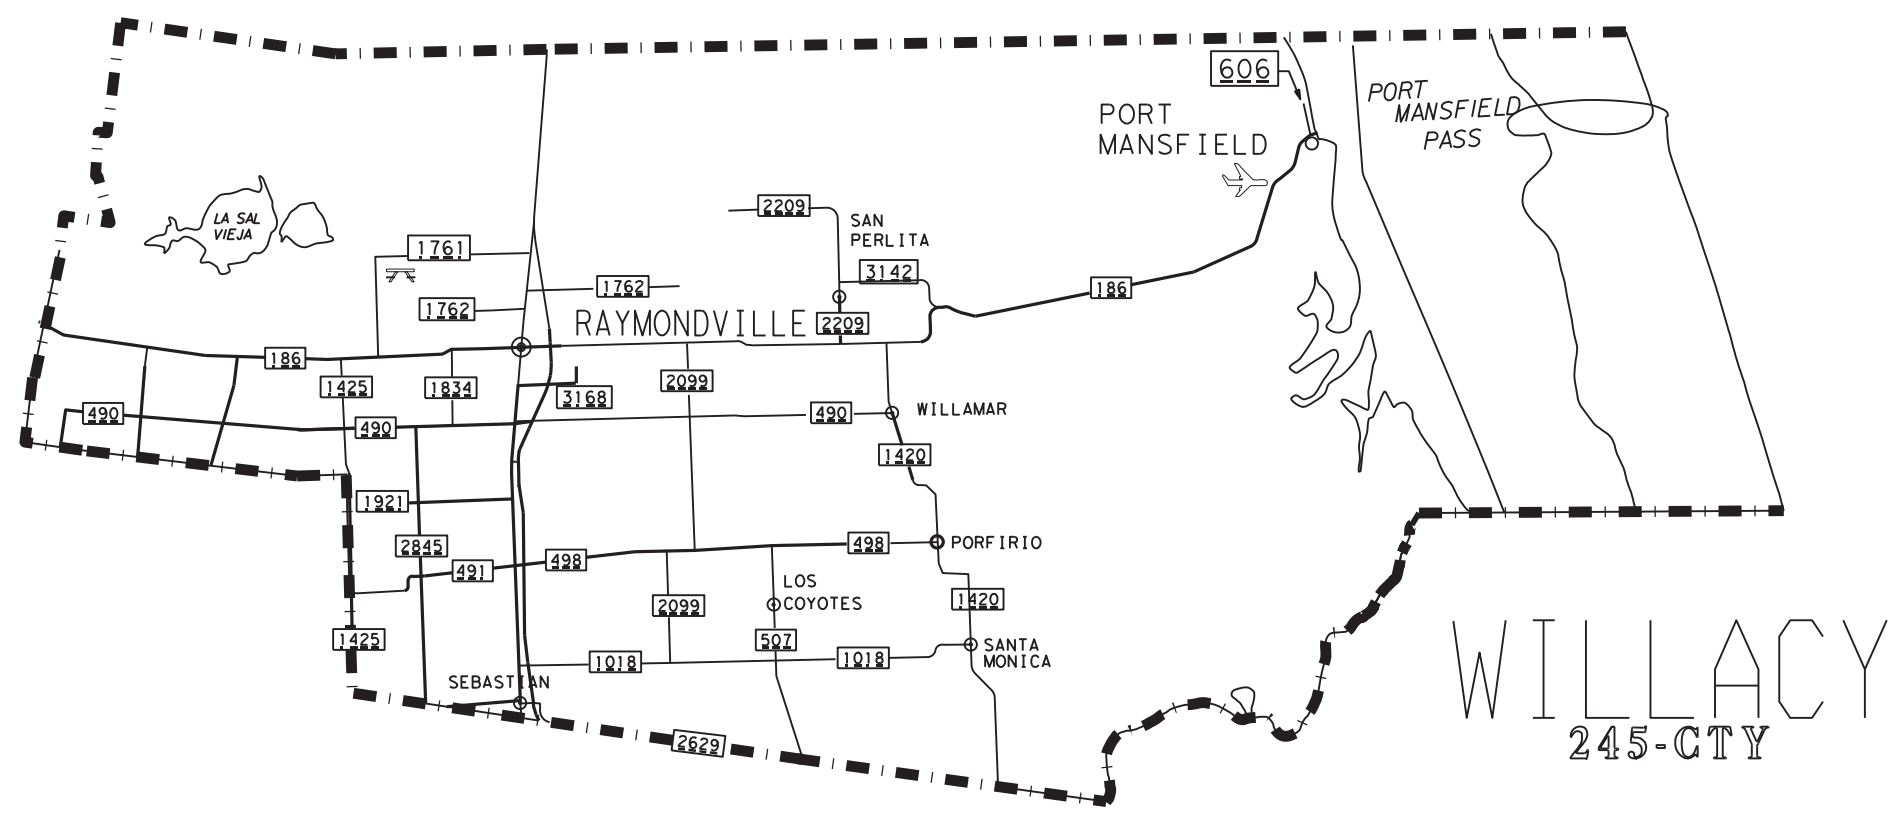 606
PORT
MANSFIELD
PASS
PORT
MANSFIELD
LA SAL
VIEJA
2209
SAN
PERLITA
1761
3142
1762
1762
186
RAYMONDVILLE
2209
186
1425
1834
2099
3168
490
490
490
WILLAMAR
1420
1921
2845
491
498
498
PORFIRIO
LOS
COYOTES
2099
1420
1425
507
1018
1018
SANTA
MONICA
SEBASTIAN
2629
WILLACY
245-CTY